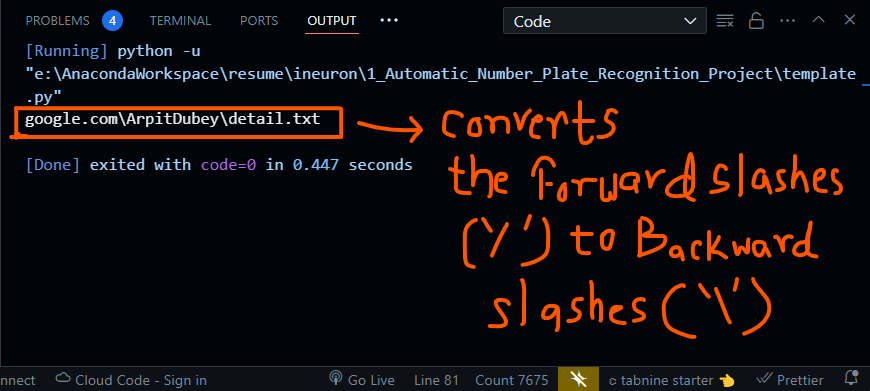 PROBLEMS 4 TERMINAL PORTS OUTPUT ... Code
[Running] python -u
"e:\AnacondaWorkspace\resume\ineuron\1_Automatic_Number_Plate_Recognition_Project\template_
.py"
google.com\ArpitDubey\detail.txt
[Done] exited with code=0 in 0.447 seconds
converts
the forward slashes
('/') to Backward
slashes ('\')
nnect Cloud Code - Sign in Go Live Line 81 Count 7675 tabnine starter Prettier